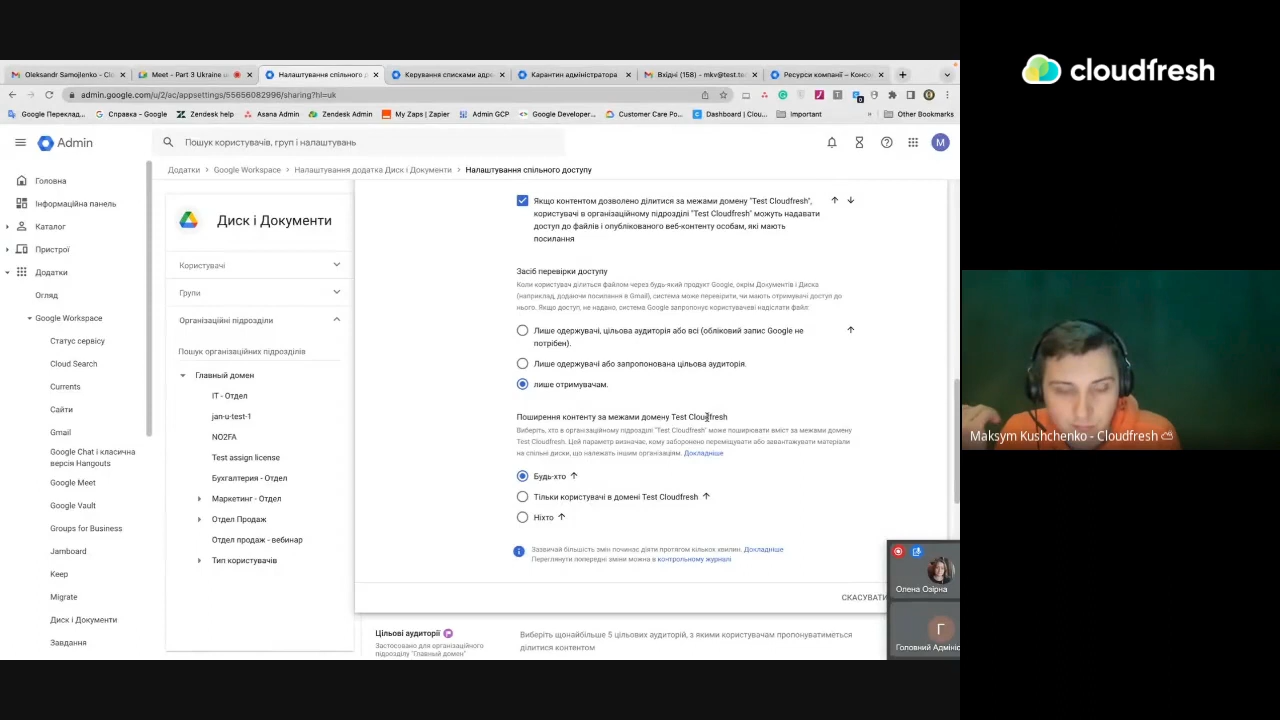 Oleksandr Samojlenko - Clo
Meet - Part 3 Ukraine u
Налаштування спільного д
Керування списками адре
Карантин адміністратора
Вхідні (158) - mkv@test.te
Ресурси компанії – Консо
admin.google.com/u/2/ac/appsettings/55656082996/sharing?hl=uk
Google Переклад...
Справка - Google
Zendesk help
Asana Admin
Zendesk Admin
My Zaps | Zapier
Admin GCP
Google Developer...
Customer Care Po...
Dashboard | Clou...
Important
Other Bookmarks
Admin
Пошук користувачів, груп і налаштувань
M
Додатки > Google Workspace > Налаштування додатка Диск і Документи > Налаштування спільного доступу
Головна
Інформаційна панель
Каталог
Пристрої
Додатки
Огляд
Google Workspace
Статус сервісу
Cloud Search
Currents
Сайти
Gmail
Google Chat і класична
версія Hangouts
Google Meet
Google Vault
Groups for Business
Jamboard
Keep
Migrate
Диск і Документи
Завдання
Диск і Документи
Користувачі
Групи
Організаційні підрозділи
Пошук організаційних підрозділів
Главный домен
IT - Отдел
jan-u-test-1
NO2FA
Test assign license
Бухгалтерия - Отдел
Маркетинг - Отдел
Отдел Продаж
Отдел продаж - вебинар
Тип користувачів
Якщо контентом дозволено ділитися за межами домену "Test Cloudfresh",
користувачі в організаційному підрозділі "Test Cloudfresh" можуть надавати
доступ до файлів і опублікованого веб-контенту особам, які мають
посилання
Засіб перевірки доступу
Коли користувач ділиться файлом через будь-який продукт Google, окрім Документів і Диска
(наприклад, додаючи посилання в Gmail), система може перевірити, чи мають отримувачі доступ до
нього. Якщо доступ, не надано, система Google запропонує користувачеві надіслати файл:
Лише одержувачі, цільова аудиторія або всі (обліковий запис Google не
потрібен).
Лише одержувачі або запропонована цільова аудиторія.
лише отримувачам.
Поширення контенту за межами домену Test Cloudfresh
Виберіть, хто в організаційному підрозділі "Test Cloudfresh" може поширювати вміст за межами домену
Test Cloudfresh. Цей параметр визначає, кому заборонено переміщувати або завантажувати матеріали
на спільні диски, що належать іншим організаціям. Докладніше
Будь-хто
Тільки користувачі в домені Test Cloudfresh
Ніхто
Зазвичай більшість змін починає діяти протягом кількох хвилин. Докладніше
Переглянути попередні зміни можна в контрольному журналі
СКАСУВАТИ
Цільові аудиторії
Застосовано для організаційного
підрозділу "Главный домен"
Виберіть щонайбільше 5 цільових аудиторій, з якими користувачам пропонуватиметься
ділитися контентом
Олена Озірна
Г
Головний Адмініс
cloudfresh
Maksym Kushchenko - Cloudfresh